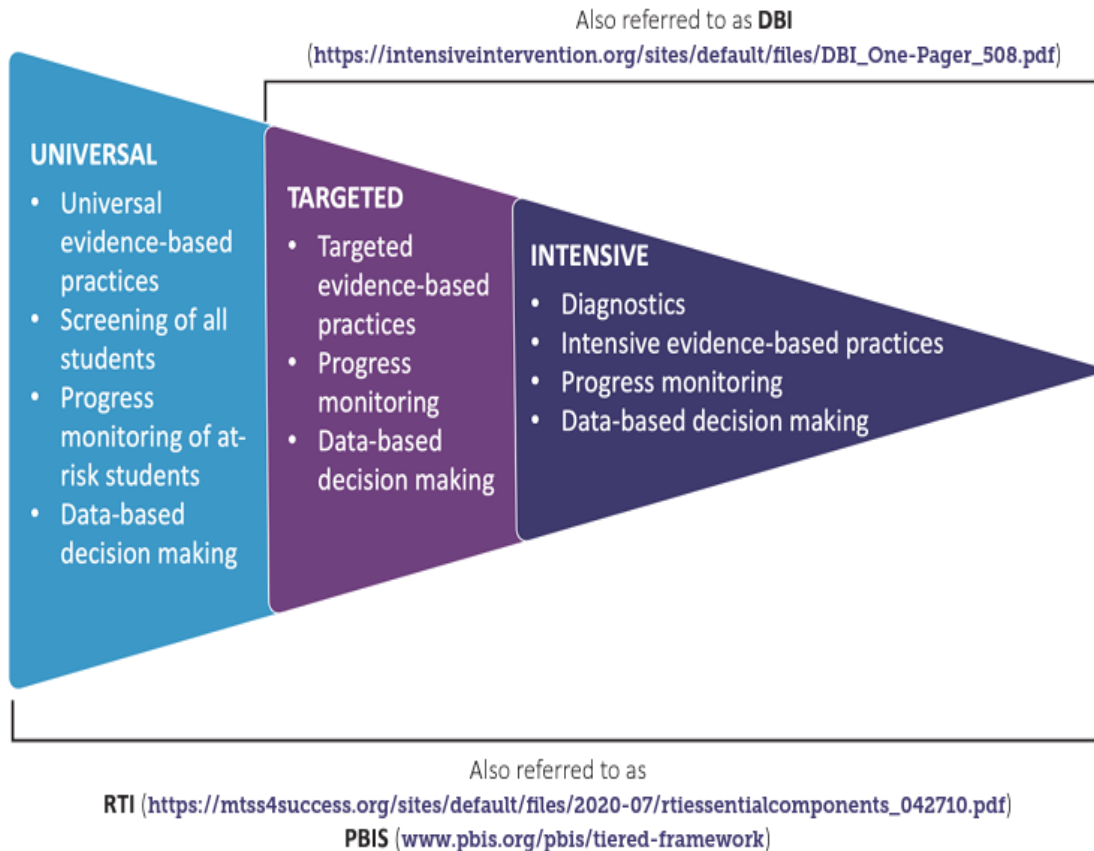 Also referred to as DBI
(https://intensiveintervention.org/sites/default/files/DBI_One-Pager_508.pdf)
UNIVERSAL
• Universal
evidence-based
practices
• Screening of all
students
• Progress
monitoring of at-
risk students
• Data-based
decision making
TARGETED
• Targeted
evidence-based
practices
• Progress
monitoring
• Data-based
decision making
INTENSIVE
• Diagnostics
• Intensive evidence-based practices
• Progress monitoring
• Data-based decision making
Also referred to as
RTI (https://mtss4success.org/sites/default/files/2020-07/rtiessentialcomponents_042710.pdf)
PBIS (www.pbis.org/pbis/tiered-framework)